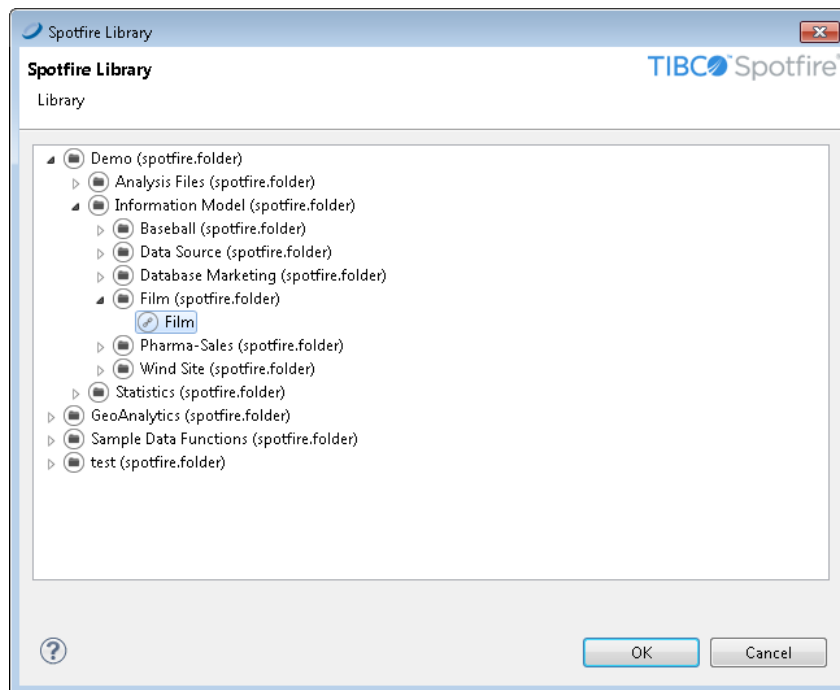 Spotfire Library
Spotfire Library
TIBCO™ Spotfire®
Library
Demo (spotfire.folder)
Analysis Files (spotfire.folder)
Information Model (spotfire.folder)
Baseball (spotfire.folder)
Data Source (spotfire.folder)
Database Marketing (spotfire.folder)
Film (spotfire.folder)
Film
Pharma-Sales (spotfire.folder)
Wind Site (spotfire.folder)
Statistics (spotfire.folder)
GeoAnalytics (spotfire.folder)
Sample Data Functions (spotfire.folder)
test (spotfire.folder)
?
OK
Cancel